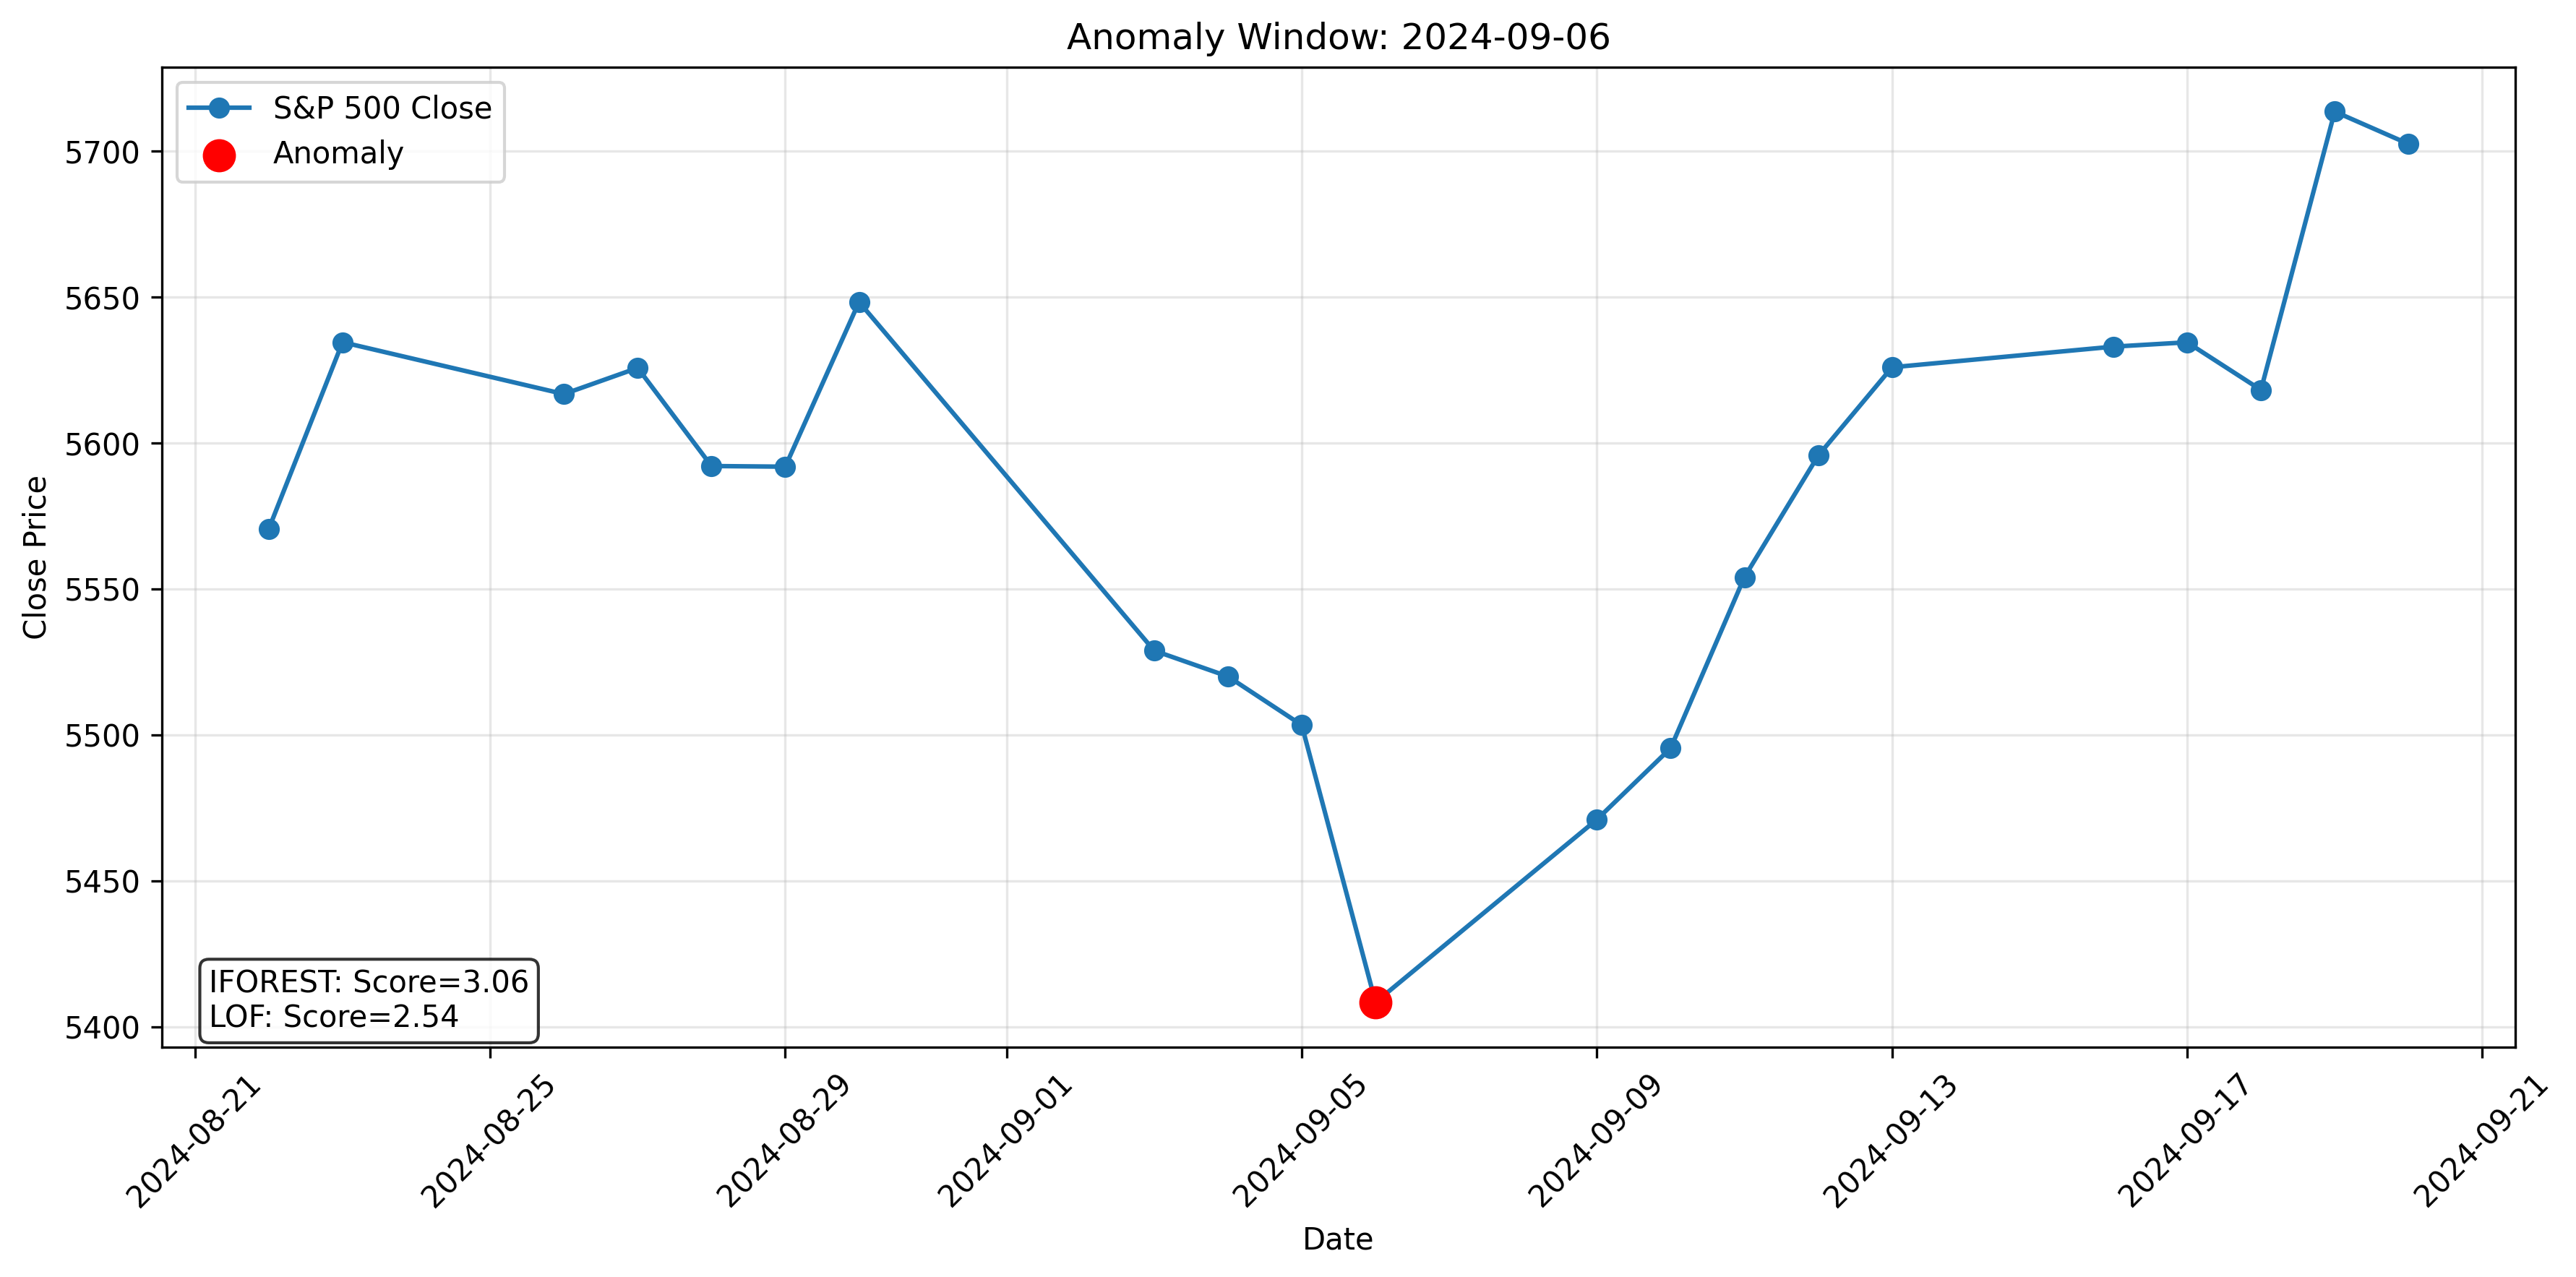 Anomaly Window: 2024-09-06
S&P 500 Close
Anomaly
5700
5650
5600
5550
5500
5450
5400
Close Price
IFOREST: Score=3.06
LOF: Score=2.54
2024-08-21
2024-08-25
2024-08-29
2024-09-01
2024-09-05
2024-09-09
2024-09-13
2024-09-17
2024-09-21
Date